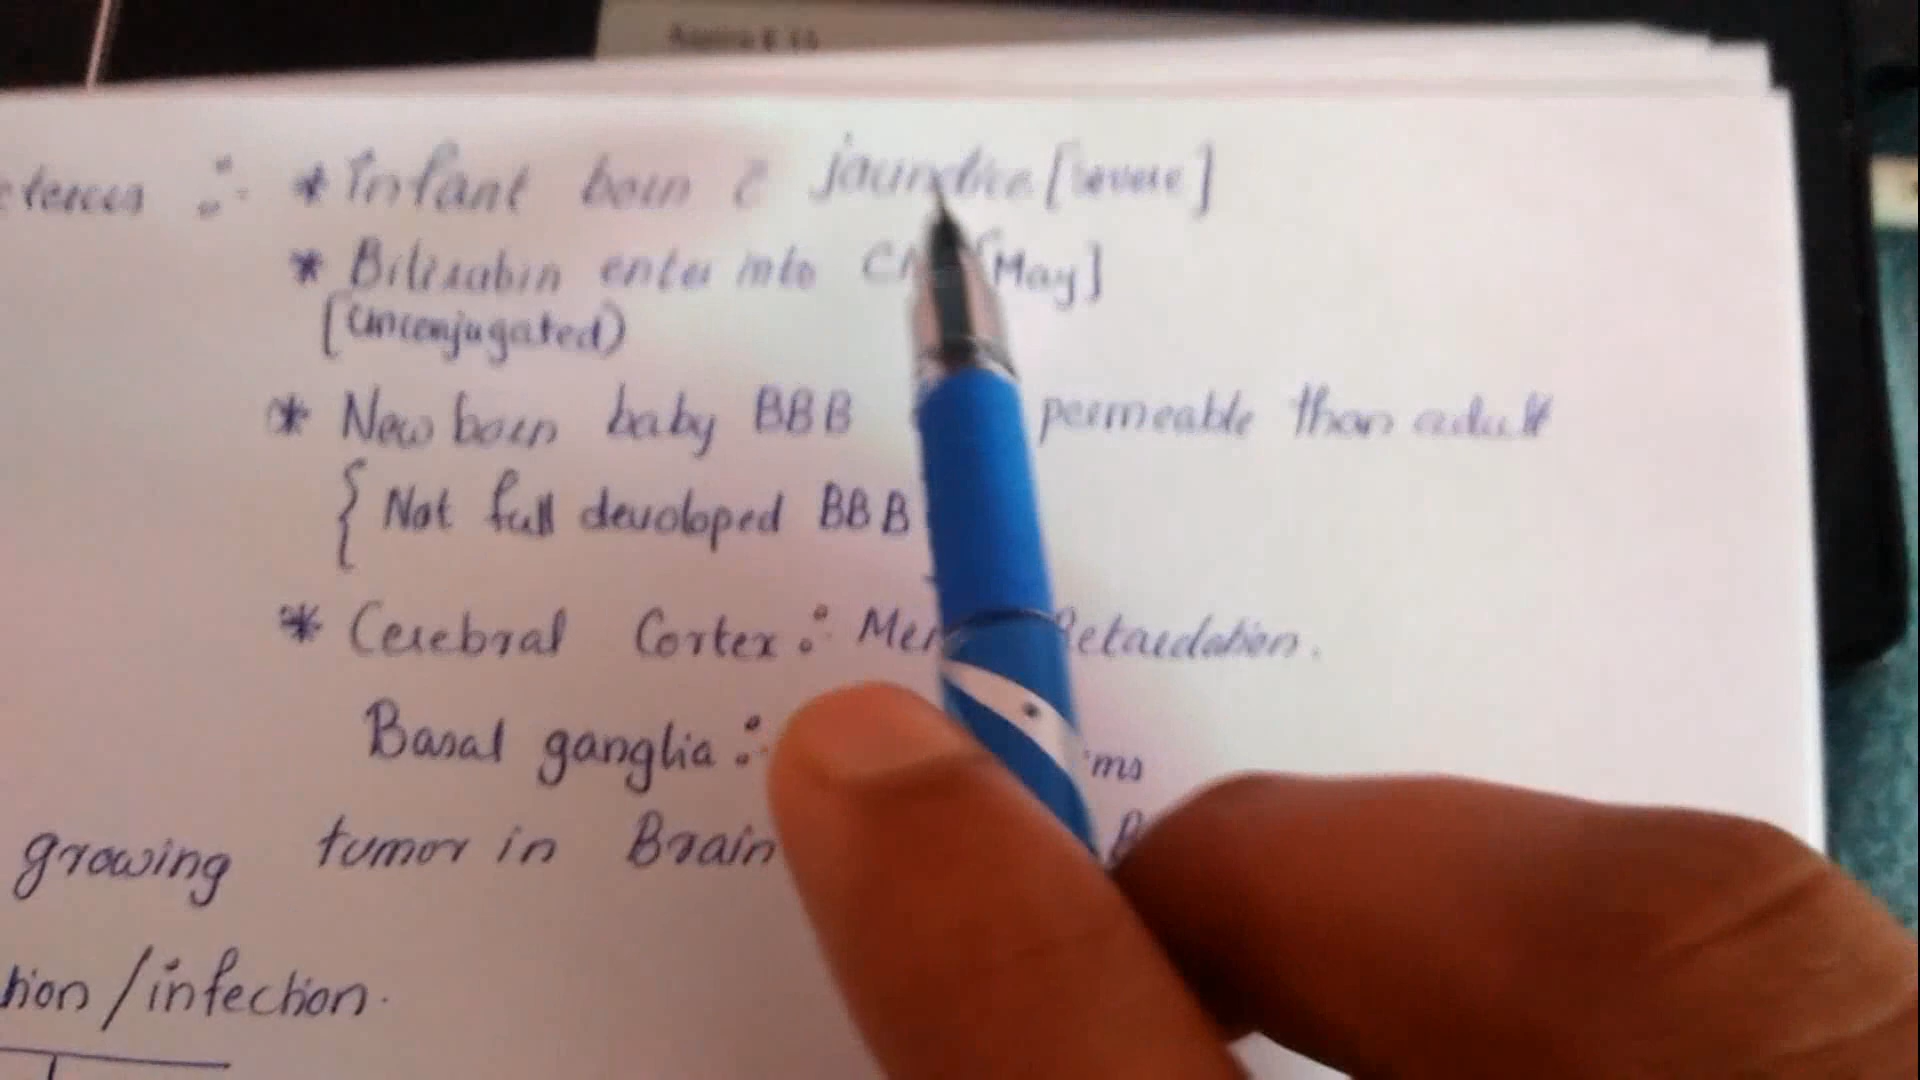 * Infant born c̄ jaundice [severe]
* Bilirubin enter into [May]
[unconjugated)
* New born baby BBB permeable than adult
{ Not full developed BBB
* Cerebral Cortex : Retardation.
Basal ganglia :
growing tumor in Brain
/infection.